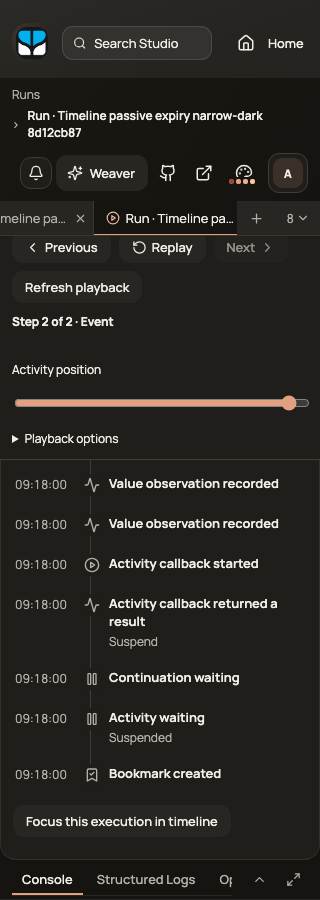 Search Studio
Home
Runs
Run · Timeline passive expiry narrow-dark
8d12cb87
Weaver
A
meline pa...
Run · Timeline pa...
8
Previous
Replay
Next
Refresh playback
Step 2 of 2 · Event
Activity position
Playback options
09:18:00 Value observation recorded
09:18:00 Value observation recorded
09:18:00 Activity callback started
09:18:00 Activity callback returned a
result
Suspend
09:18:00 Continuation waiting
09:18:00 Activity waiting
Suspended
09:18:00 Bookmark created
Focus this execution in timeline
Console
Structured Logs